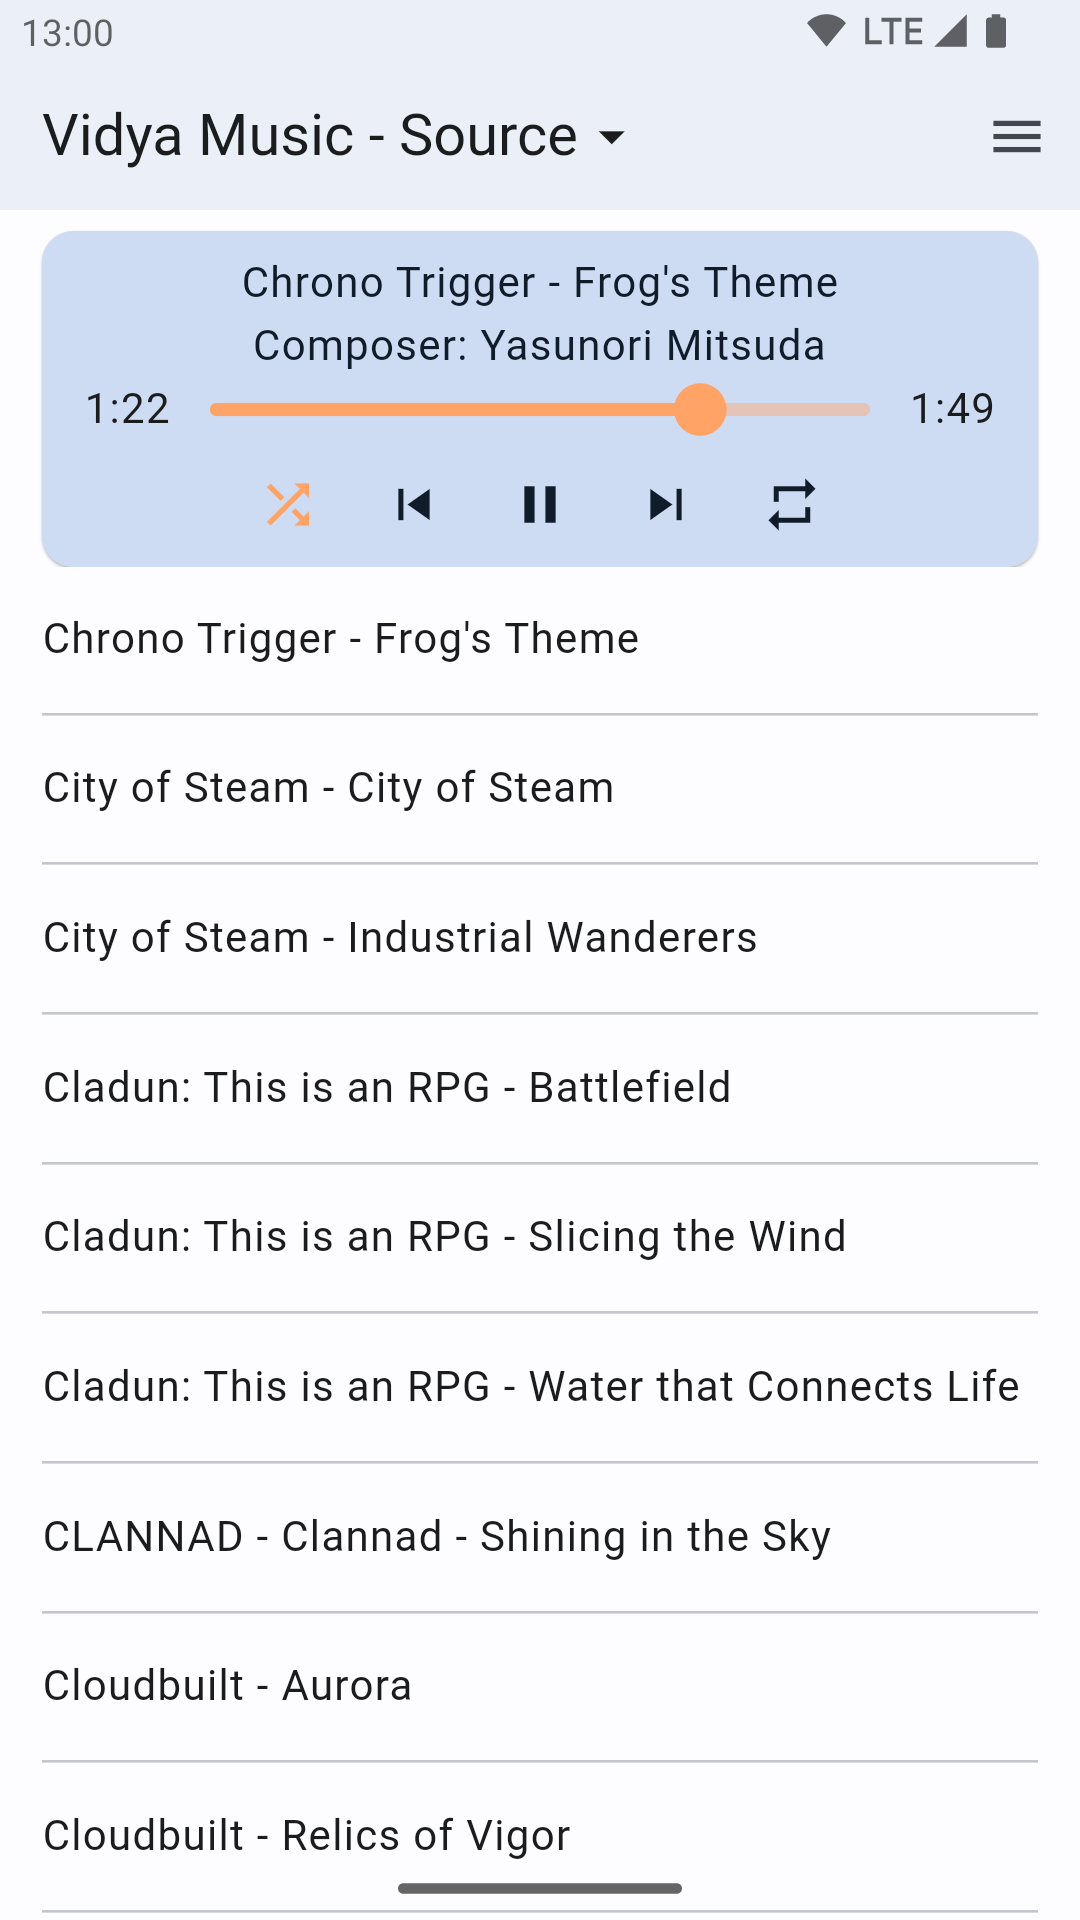 13:00
LTE
Vidya Music - Source
Chrono Trigger - Frog's Theme
Composer: Yasunori Mitsuda
1:22
1:49
Chrono Trigger - Frog's Theme
City of Steam - City of Steam
City of Steam - Industrial Wanderers
Cladun: This is an RPG - Battlefield
Cladun: This is an RPG - Slicing the Wind
Cladun: This is an RPG - Water that Connects Life
CLANNAD - Clannad - Shining in the Sky
Cloudbuilt - Aurora
Cloudbuilt - Relics of Vigor